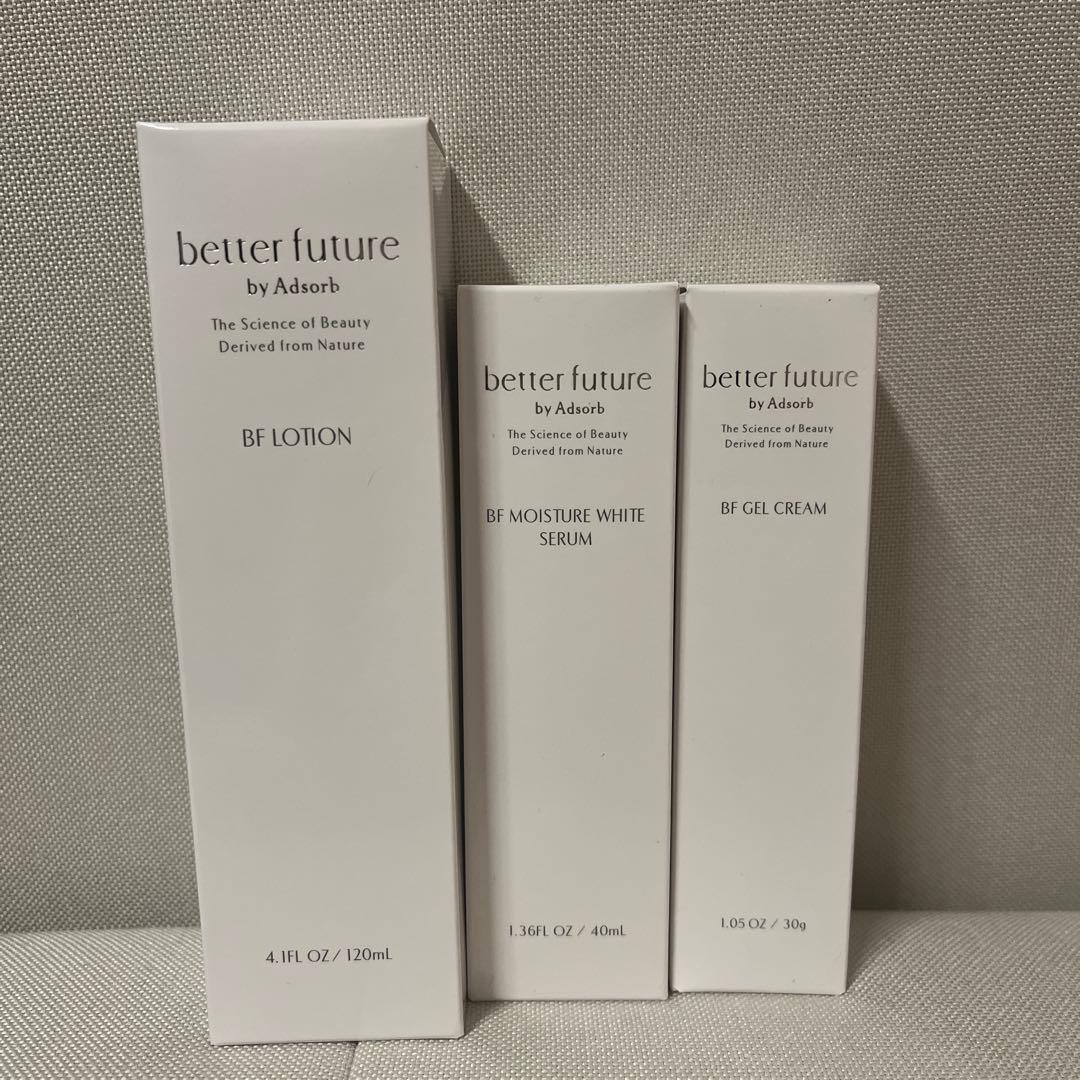 better future
by Adsorb
The Science of Beauty
Derived from Nature
BF LOTION
4.1FL OZ / 120mL
better future
by Adsorb
The Science of Beauty
Derived from Nature
BF MOISTURE WHITE
SERUM
1.36FL OZ / 40mL
better future
by Adsorb
The Science of Beauty
Derived from Nature
BF GEL CREAM
1.05 OZ / 30g